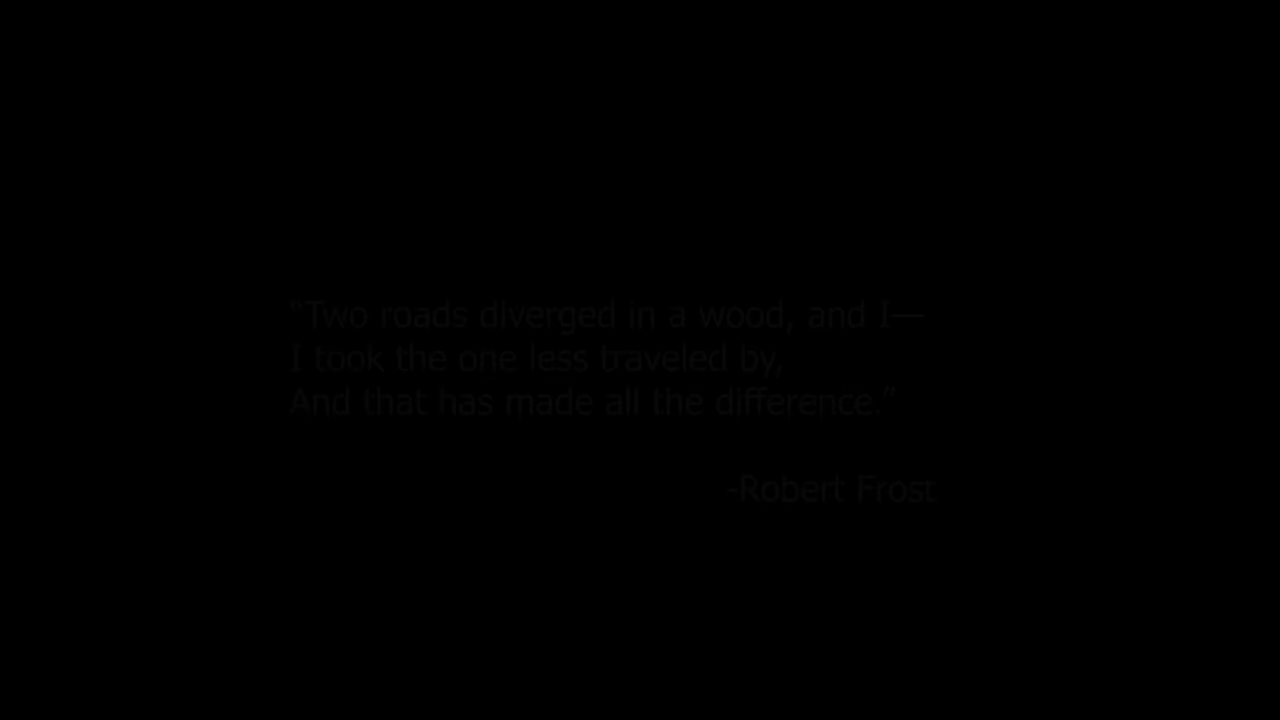 “Two roads diverged in a wood, and I—
I took the one less traveled by,
And that has made all the difference.”
-Robert Frost